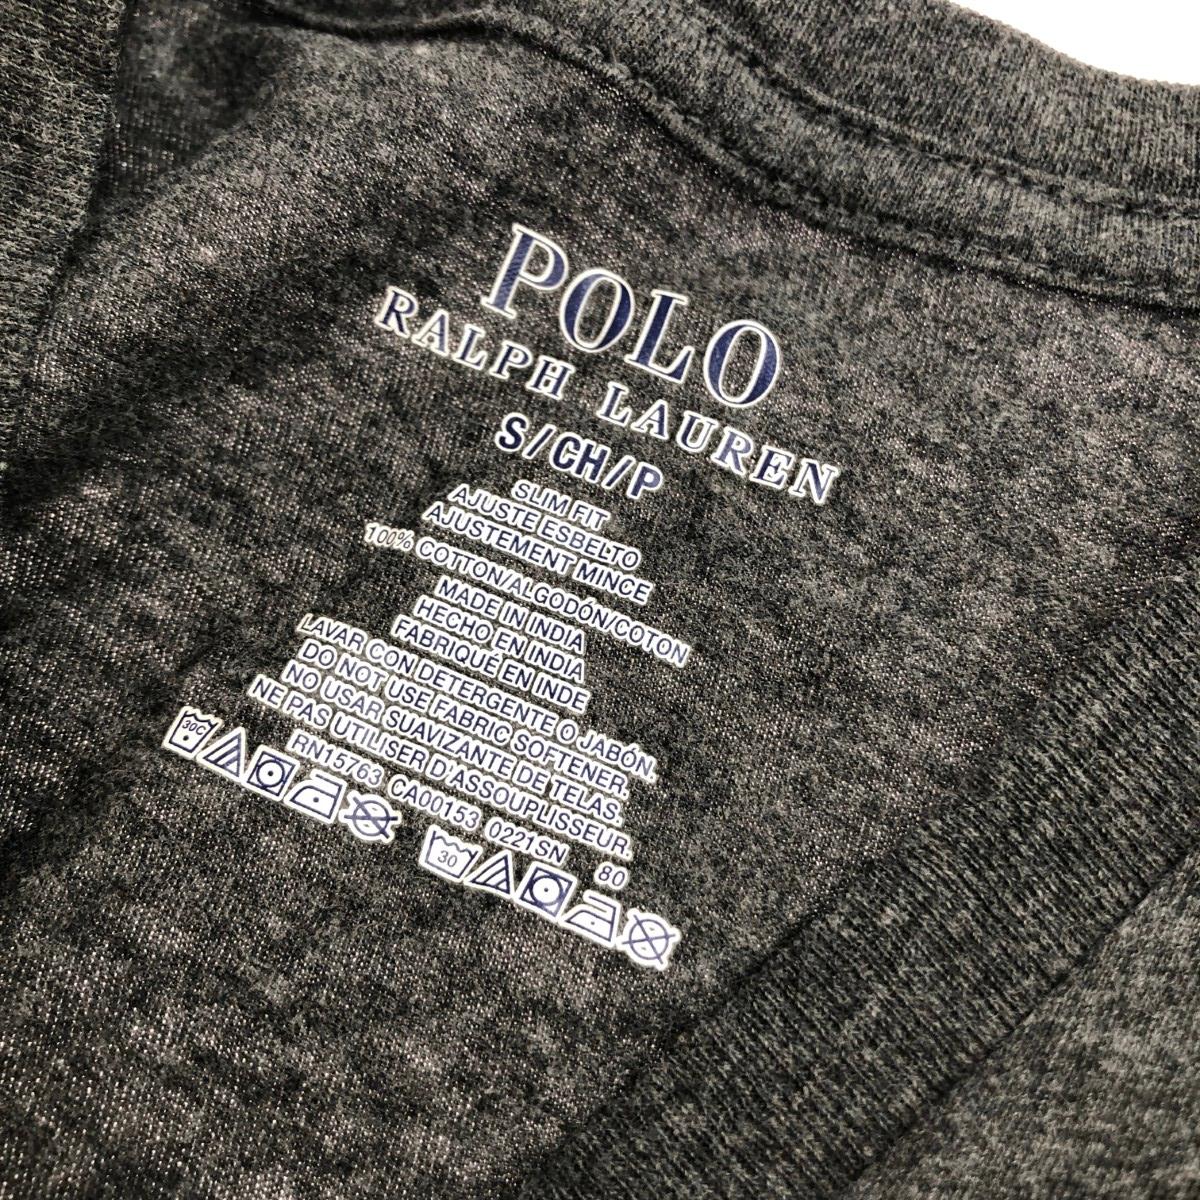 POLO
RALPH LAUREN
S/CH/P
SLIM FIT
AJUSTE ESBELTO
AJUSTEMENT MINCE
100% COTTON/ALGODÓN/COTON
MADE IN INDIA
HECHO EN INDIA
FABRIQUÉ EN INDE
LAVAR CON DETERGENTE O JABÓN.
DO NOT USE FABRIC SOFTENER.
NO USAR SUAVIZANTE DE TELAS.
NE PAS UTILISER D'ASSOUPLISSEUR.
RN15763 CA00153 0221SN 80
30C
30